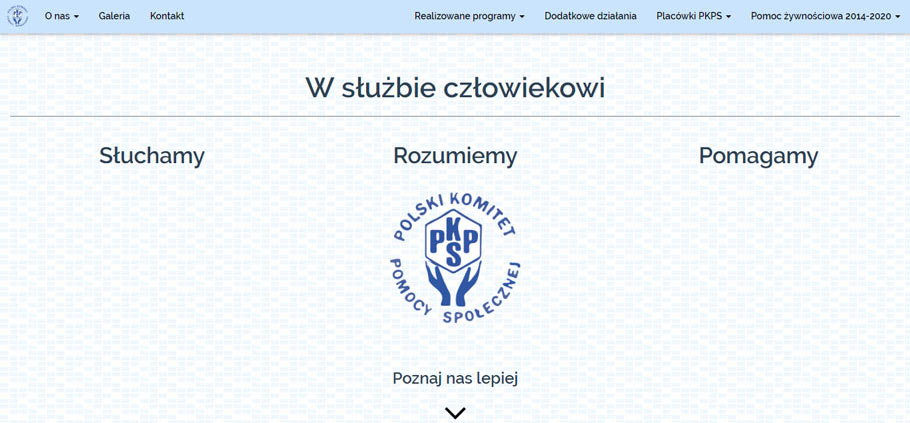 O nas Galeria Kontakt Realizowane programy Dodatkowe działania Placówki PKPS Pomoc żywnościowa 2014-2020
W służbie człowiekowi
Słuchamy Rozumiemy Pomagamy
POLSKI KOMITET
PKPS
POMOCY SPOŁECZNEJ
Poznaj nas lepiej